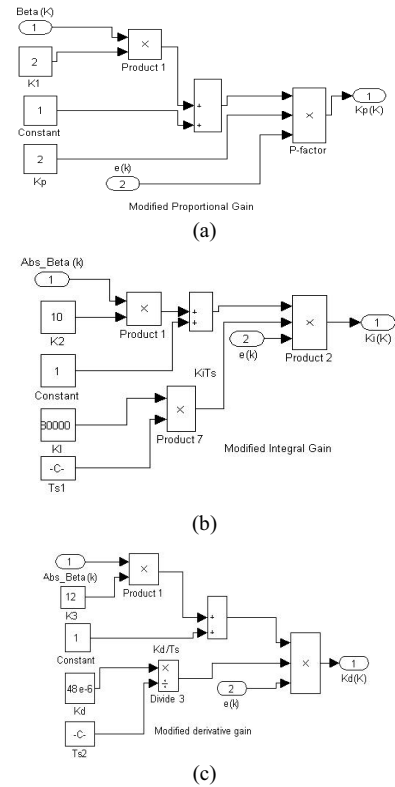 Beta (K)
1
2
K1
×
Product 1
1
Constant
+
+
2
Kp
e(k)
2
×
P-factor
1
Kp(K)
Modified Proportional Gain
(a)
Abs_Beta (k)
1
10
K2
×
Product 1
+
+
1
Constant
2
e(k)
×
Product 2
1
Ki(K)
KiTs
30000
KI
×
Product 7
-C-
Ts1
Modified Integral Gain
(b)
1
Abs_Beta(k)
12
K3
×
Product 1
1
Constant
+
+
Kd/Ts
48e-6
Kd
×
÷
Divide 3
2
e(k)
×
1
Kd(K)
-C-
Ts2
Modified derivative gain
(c)